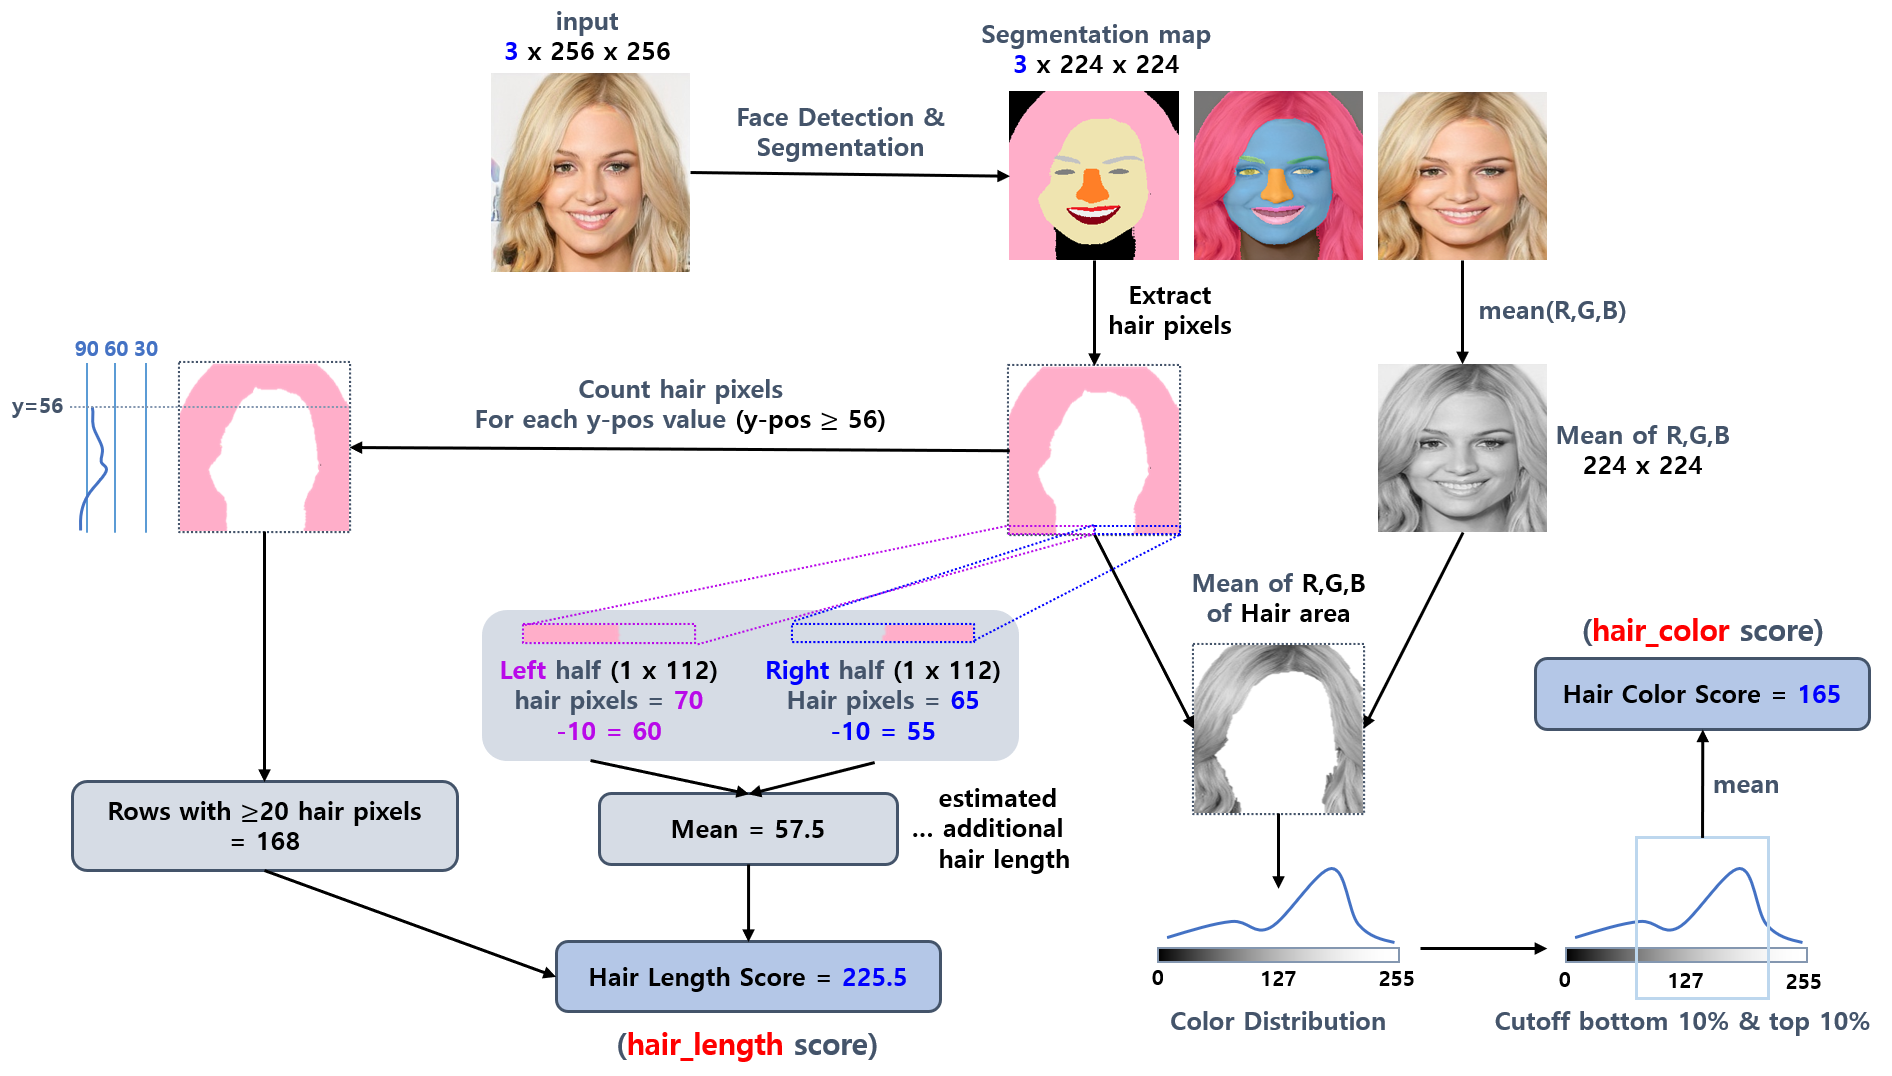 input
3 x 256 x 256
Segmentation map
3 x 224 x 224
Face Detection &
Segmentation
Extract
hair pixels
mean(R,G,B)
90 60 30
y=56
Count hair pixels
For each y-pos value (y-pos ≥ 56)
Mean of R,G,B
224 x 224
Mean of R,G,B
of Hair area
Left half (1 x 112)
hair pixels = 70
-10 = 60
Right half (1 x 112)
Hair pixels = 65
-10 = 55
(hair_color score)
Hair Color Score = 165
mean
Rows with ≥20 hair pixels
= 168
Mean = 57.5
estimated
... additional
hair length
Hair Length Score = 225.5
(hair_length score)
0 127 255
Color Distribution
0 127 255
Cutoff bottom 10% & top 10%